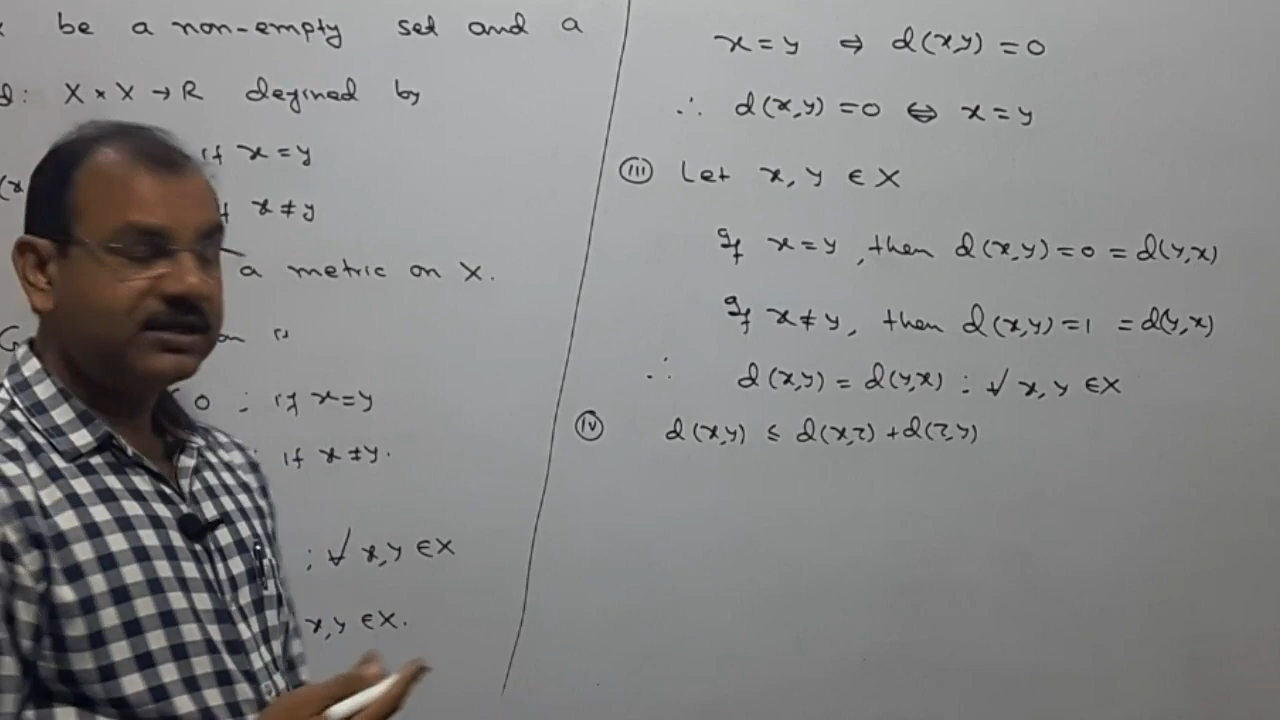 be a non-empty set and a
d: X × X → R defined by
if x = y
x ≠ y
a metric on X.
0 ; if x=y
if x ≠ y.
; ∀ x,y ∈ X
x,y ∈ X.
x = y ⇒ d(x,y) = 0
∴ d(x,y) = 0 ⇔ x = y
(iii) Let x, y ∈ X
If x = y, then d(x,y) = 0 = d(y,x)
If x ≠ y, then d(x,y) = 1 = d(y,x)
∴ d(x,y) = d(y,x) : ∀ x, y ∈ X
(iv) d(x,y) ≤ d(x,z) + d(z,y)